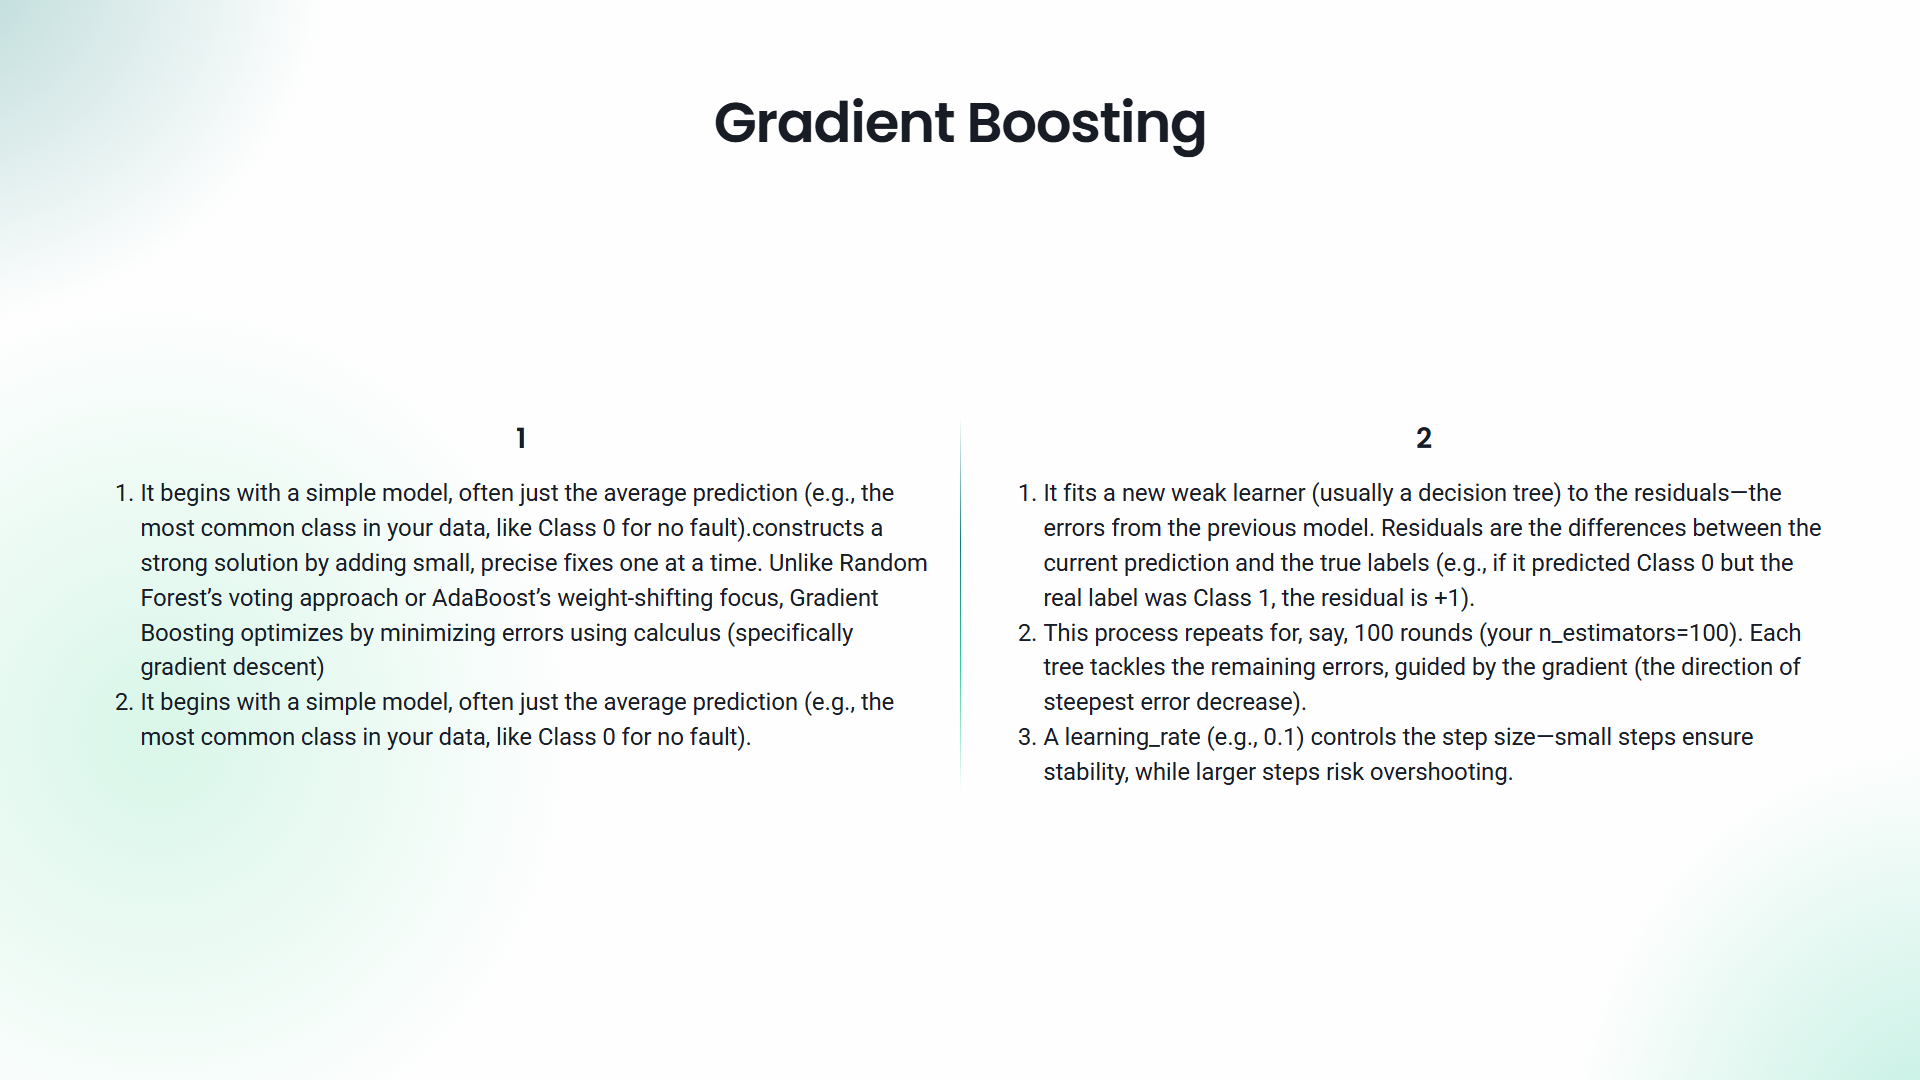 Gradient Boosting
1
1. It begins with a simple model, often just the average prediction (e.g., the
most common class in your data, like Class 0 for no fault).constructs a
strong solution by adding small, precise fixes one at a time. Unlike Random
Forest’s voting approach or AdaBoost’s weight-shifting focus, Gradient
Boosting optimizes by minimizing errors using calculus (specifically
gradient descent)
2. It begins with a simple model, often just the average prediction (e.g., the
most common class in your data, like Class 0 for no fault).
2
1. It fits a new weak learner (usually a decision tree) to the residuals—the
errors from the previous model. Residuals are the differences between the
current prediction and the true labels (e.g., if it predicted Class 0 but the
real label was Class 1, the residual is +1).
2. This process repeats for, say, 100 rounds (your n_estimators=100). Each
tree tackles the remaining errors, guided by the gradient (the direction of
steepest error decrease).
3. A learning_rate (e.g., 0.1) controls the step size—small steps ensure
stability, while larger steps risk overshooting.